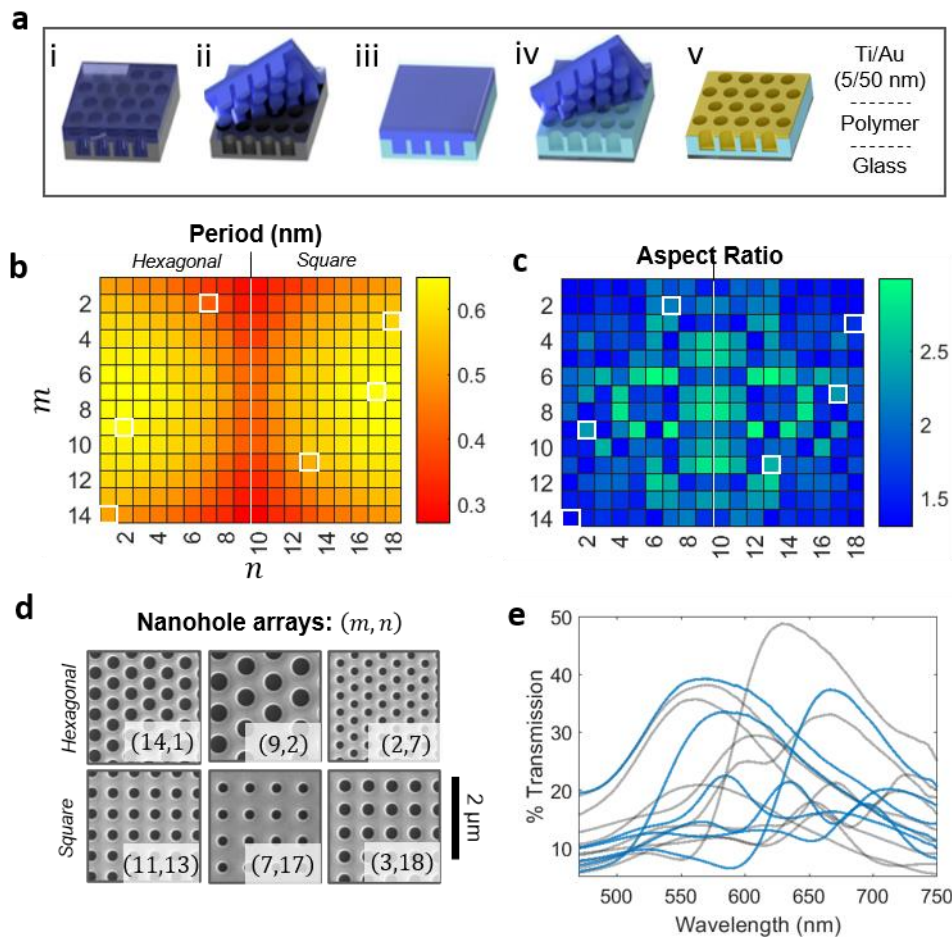 a
i ii iii iv v
Ti/Au
(5/50 nm)
Polymer
Glass
Period (nm)
Hexagonal Square
b
m
2
4
6
8
10
12
14
2 4 6 8 10 12 14 16 18
n
0.6
0.5
0.4
0.3
Aspect Ratio
c
2
4
6
8
10
12
14
2 4 6 8 10 12 14 16 18
2.5
2
1.5
d
Nanohole arrays: (m, n)
Hexagonal
(14,1) (9,2) (2,7)
Square
(11,13) (7,17) (3,18)
2 μm
e
% Transmission
50
40
30
20
10
500 550 600 650 700 750
Wavelength (nm)